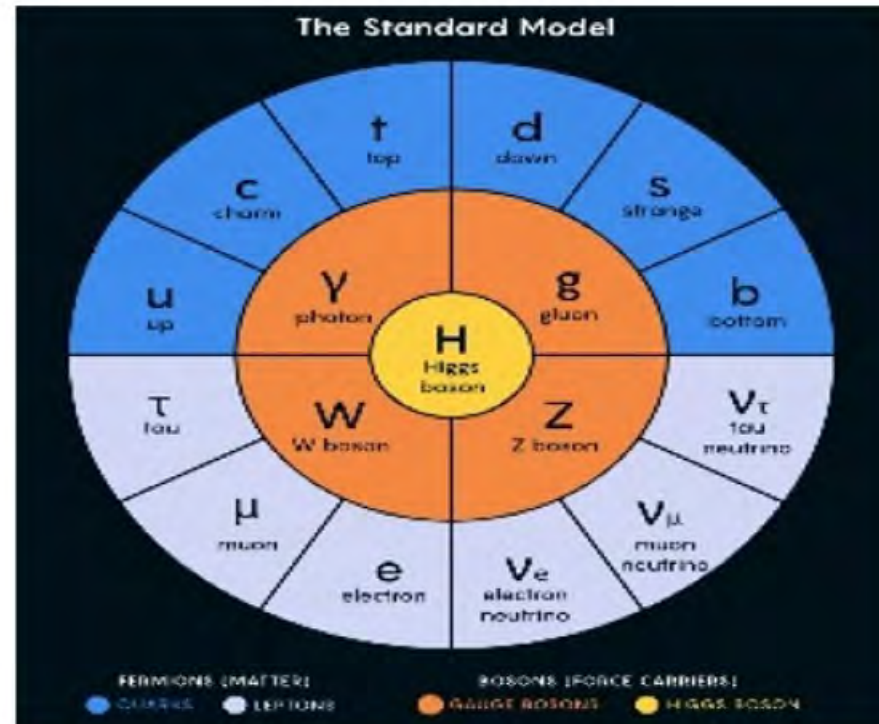 The Standard Model
t
top
d
down
c
charm
s
strange
u
up
b
bottom
γ
photon
g
gluon
H
Higgs
boson
W
W boson
Z
Z boson
τ
tau
ντ
tau
neutrino
μ
muon
νμ
muon
neutrino
e
electron
νe
electron
neutrino
FERMIONS (MATTER)
QUARKS
LEPTONS
BOSONS (FORCE CARRIERS)
GAUGE BOSONS
HIGGS BOSON